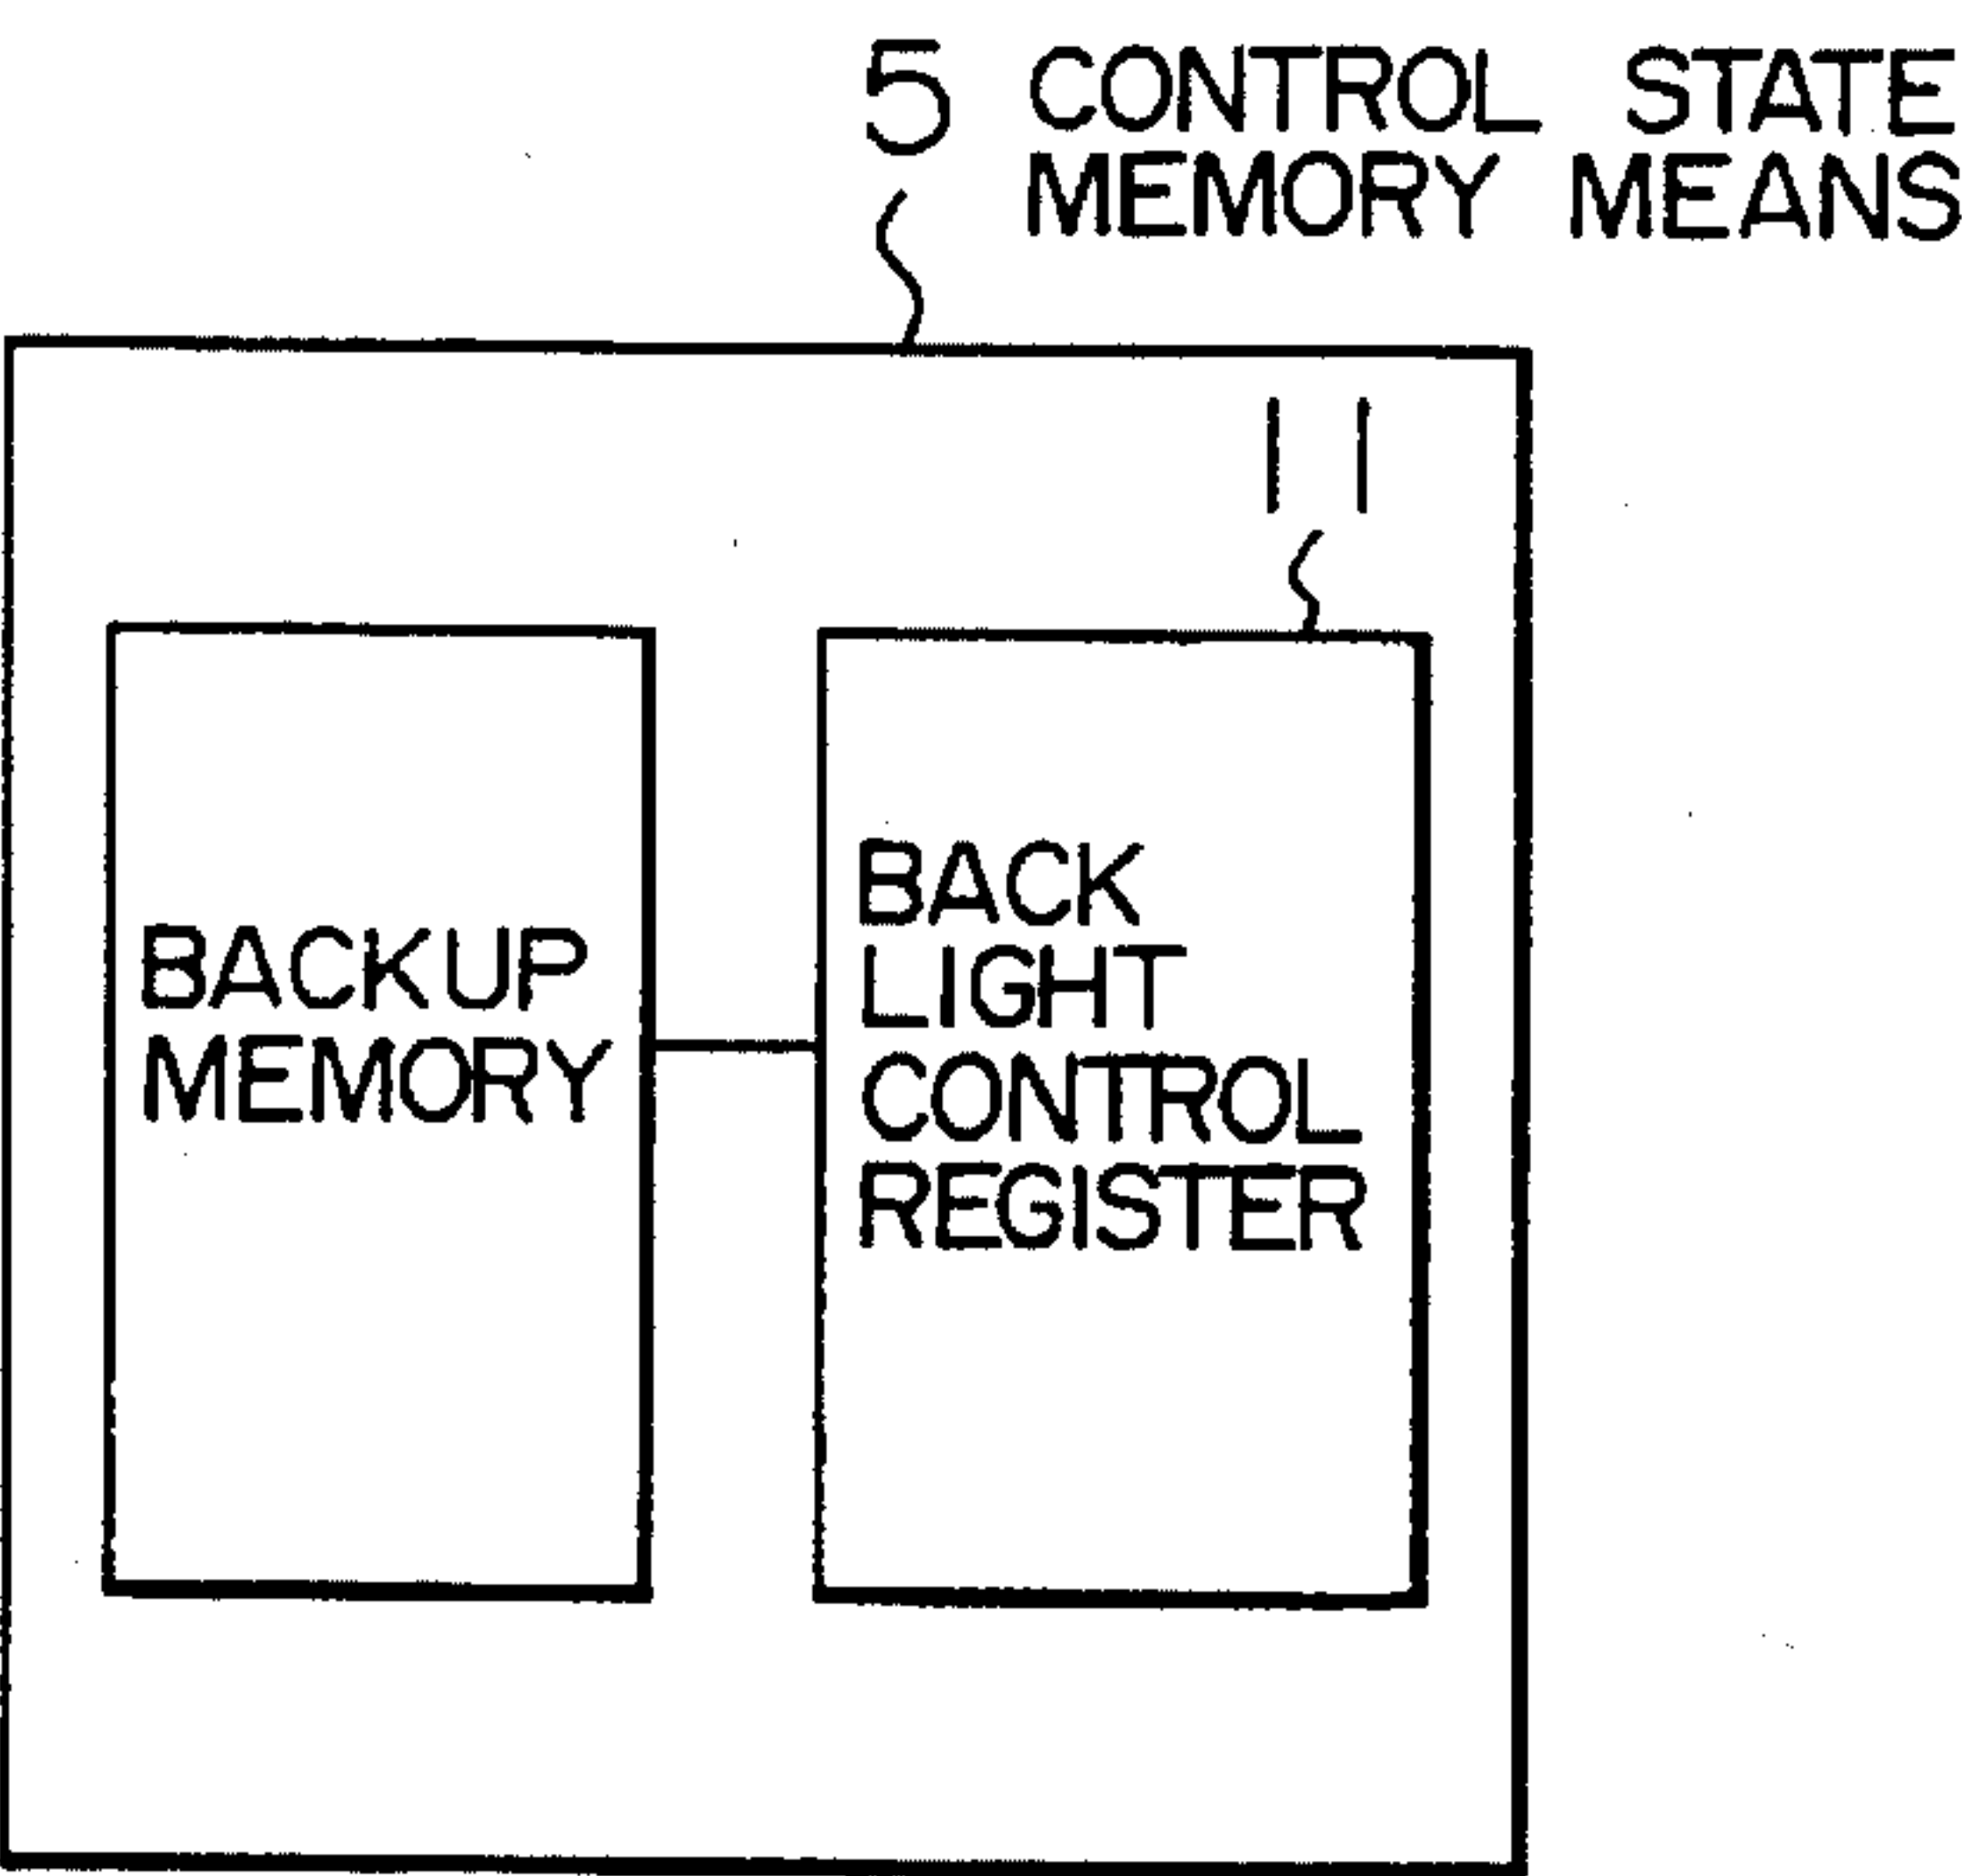 5 CONTROL STATE
MEMORY MEANS
11
BACKUP
MEMORY
BACK
LIGHT
CONTROL
REGISTER